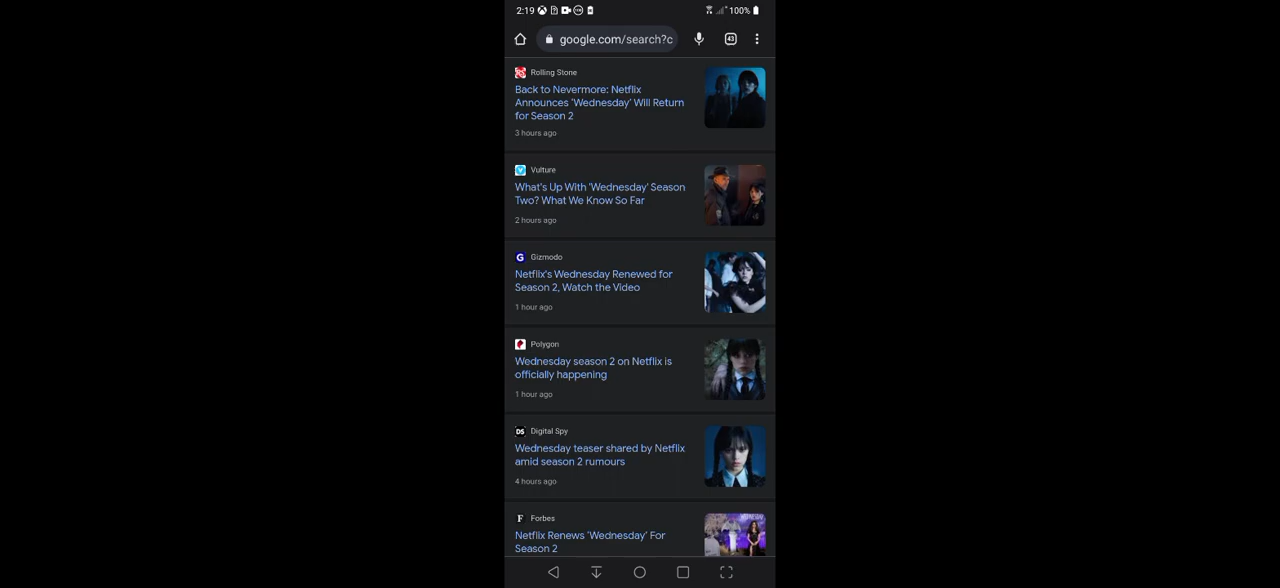 2:19
100%
google.com/search?c
43
Rolling Stone
Back to Nevermore: Netflix
Announces 'Wednesday' Will Return
for Season 2
3 hours ago
Vulture
What's Up With 'Wednesday' Season
Two? What We Know So Far
2 hours ago
G
Gizmodo
Netflix's Wednesday Renewed for
Season 2, Watch the Video
1 hour ago
Polygon
Wednesday season 2 on Netflix is
officially happening
1 hour ago
DS
Digital Spy
Wednesday teaser shared by Netflix
amid season 2 rumours
4 hours ago
F
Forbes
Netflix Renews 'Wednesday' For
Season 2